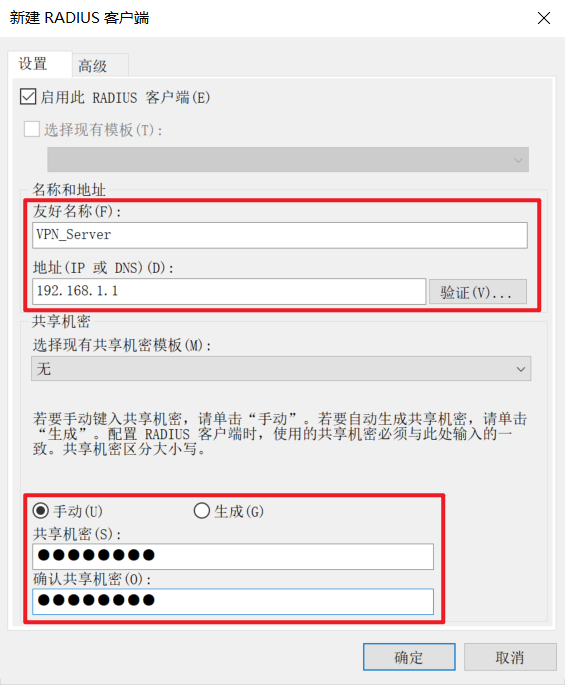 新建 RADIUS 客户端
设置
高级
启用此 RADIUS 客户端(E)
选择现有模板(T):
名称和地址
友好名称(F):
VPN_Server
地址(IP 或 DNS)(D):
192.168.1.1
验证(V)...
共享机密
选择现有共享机密模板(M):
无
若要手动键入共享机密，请单击“手动”。若要自动生成共享机密，请单击
“生成”。配置 RADIUS 客户端时，使用的共享机密必须与此处输入的一
致。共享机密区分大小写。
手动(U)
生成(G)
共享机密(S):
●●●●●●●●
确认共享机密(O):
●●●●●●●●
确定
取消